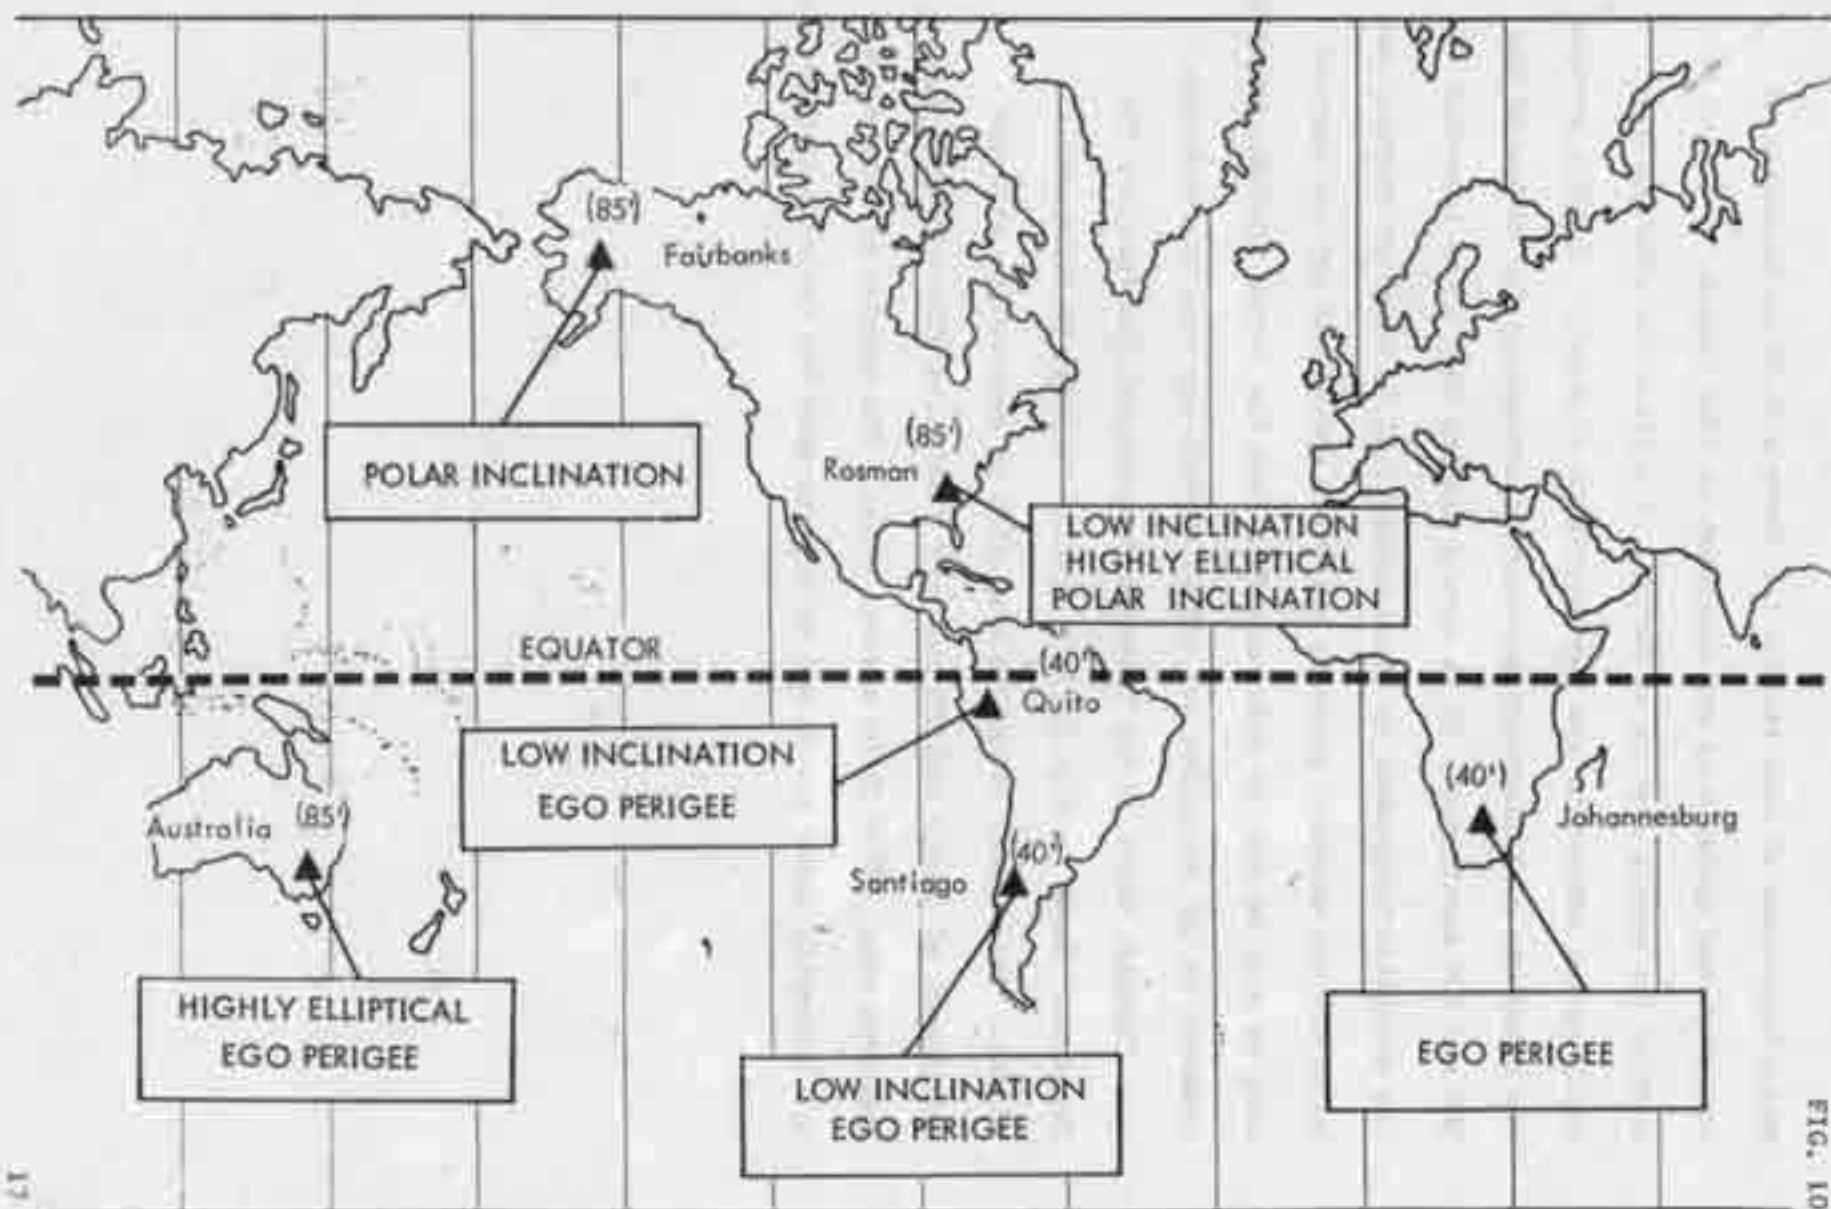 (85')
Fairbanks
POLAR INCLINATION
(85')
Rosman
LOW INCLINATION
HIGHLY ELLIPTICAL
POLAR INCLINATION
EQUATOR
(40')
Quito
LOW INCLINATION
EGO PERIGEE
Australia
(85')
(40')
Johannesburg
(40')
Santiago
HIGHLY ELLIPTICAL
EGO PERIGEE
LOW INCLINATION
EGO PERIGEE
EGO PERIGEE
FIG. 10
17